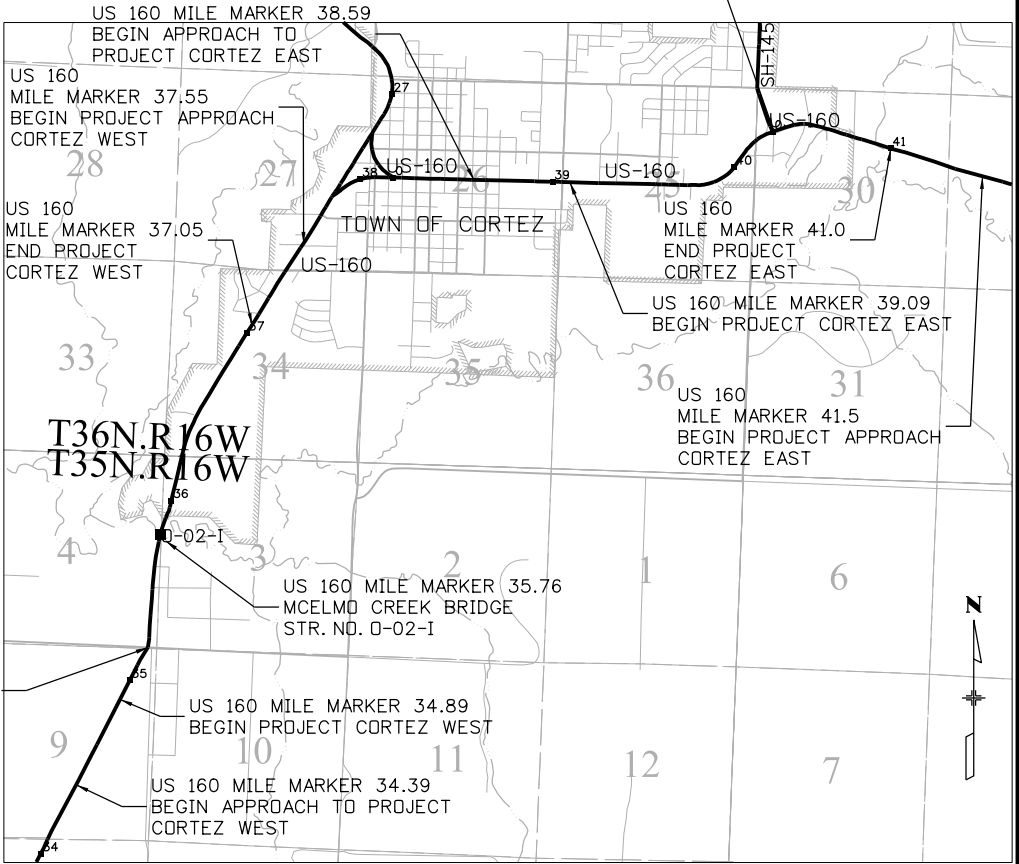 US 160 MILE MARKER 38.59
BEGIN APPROACH TO
PROJECT CORTEZ EAST
SH-145
US 160
MILE MARKER 37.55
BEGIN PROJECT APPROACH
CORTEZ WEST
27
US-160
41
28
27
US-160
38
0
26
39
US-160
25
40
30
US 160
MILE MARKER 37.05
END PROJECT
CORTEZ WEST
TOWN OF CORTEZ
US 160
MILE MARKER 41.0
END PROJECT
CORTEZ EAST
US-160
US 160 MILE MARKER 39.09
BEGIN PROJECT CORTEZ EAST
37
33
34
35
36
31
US 160
MILE MARKER 41.5
BEGIN PROJECT APPROACH
CORTEZ EAST
T36N.R16W
T35N.R16W
36
O-02-I
4
3
2
1
6
US 160 MILE MARKER 35.76
MCELMO CREEK BRIDGE
STR. NO. O-02-I
N
35
US 160 MILE MARKER 34.89
BEGIN PROJECT CORTEZ WEST
9
10
11
12
7
US 160 MILE MARKER 34.39
BEGIN APPROACH TO PROJECT
CORTEZ WEST
34